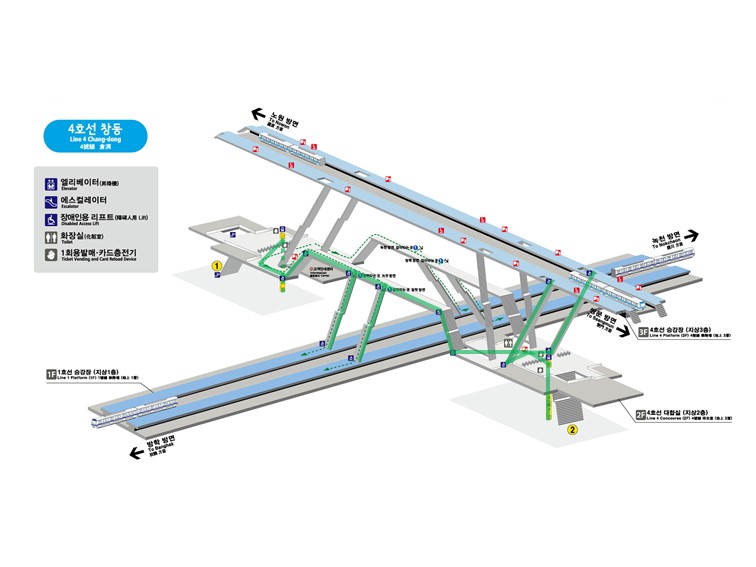 4호선 창동
Line 4 Chang-dong
4號線 倉洞
엘리베이터(昇降機)
Elevator
에스컬레이터
Escalator
장애인용 리프트(障碍人用 Lift)
Disabled Access Lift
화장실(化粧室)
Toilet
1회용발매·카드충전기
Ticket Vending and Card Reload Device
노원 방면
To Nowon
녹천 방면
To Nokcheon
쌍문 방면
To Ssangmun
고객안내센터
Information
1
3F 4호선 승강장 (지상3층)
Line 4 Platform (3F)
1F 1호선 승강장 (지상1층)
Line 1 Platform (1F)
2F 4호선 대합실 (지상2층)
Line 4 Concourse (2F)
2
방학 방면
To Banghak